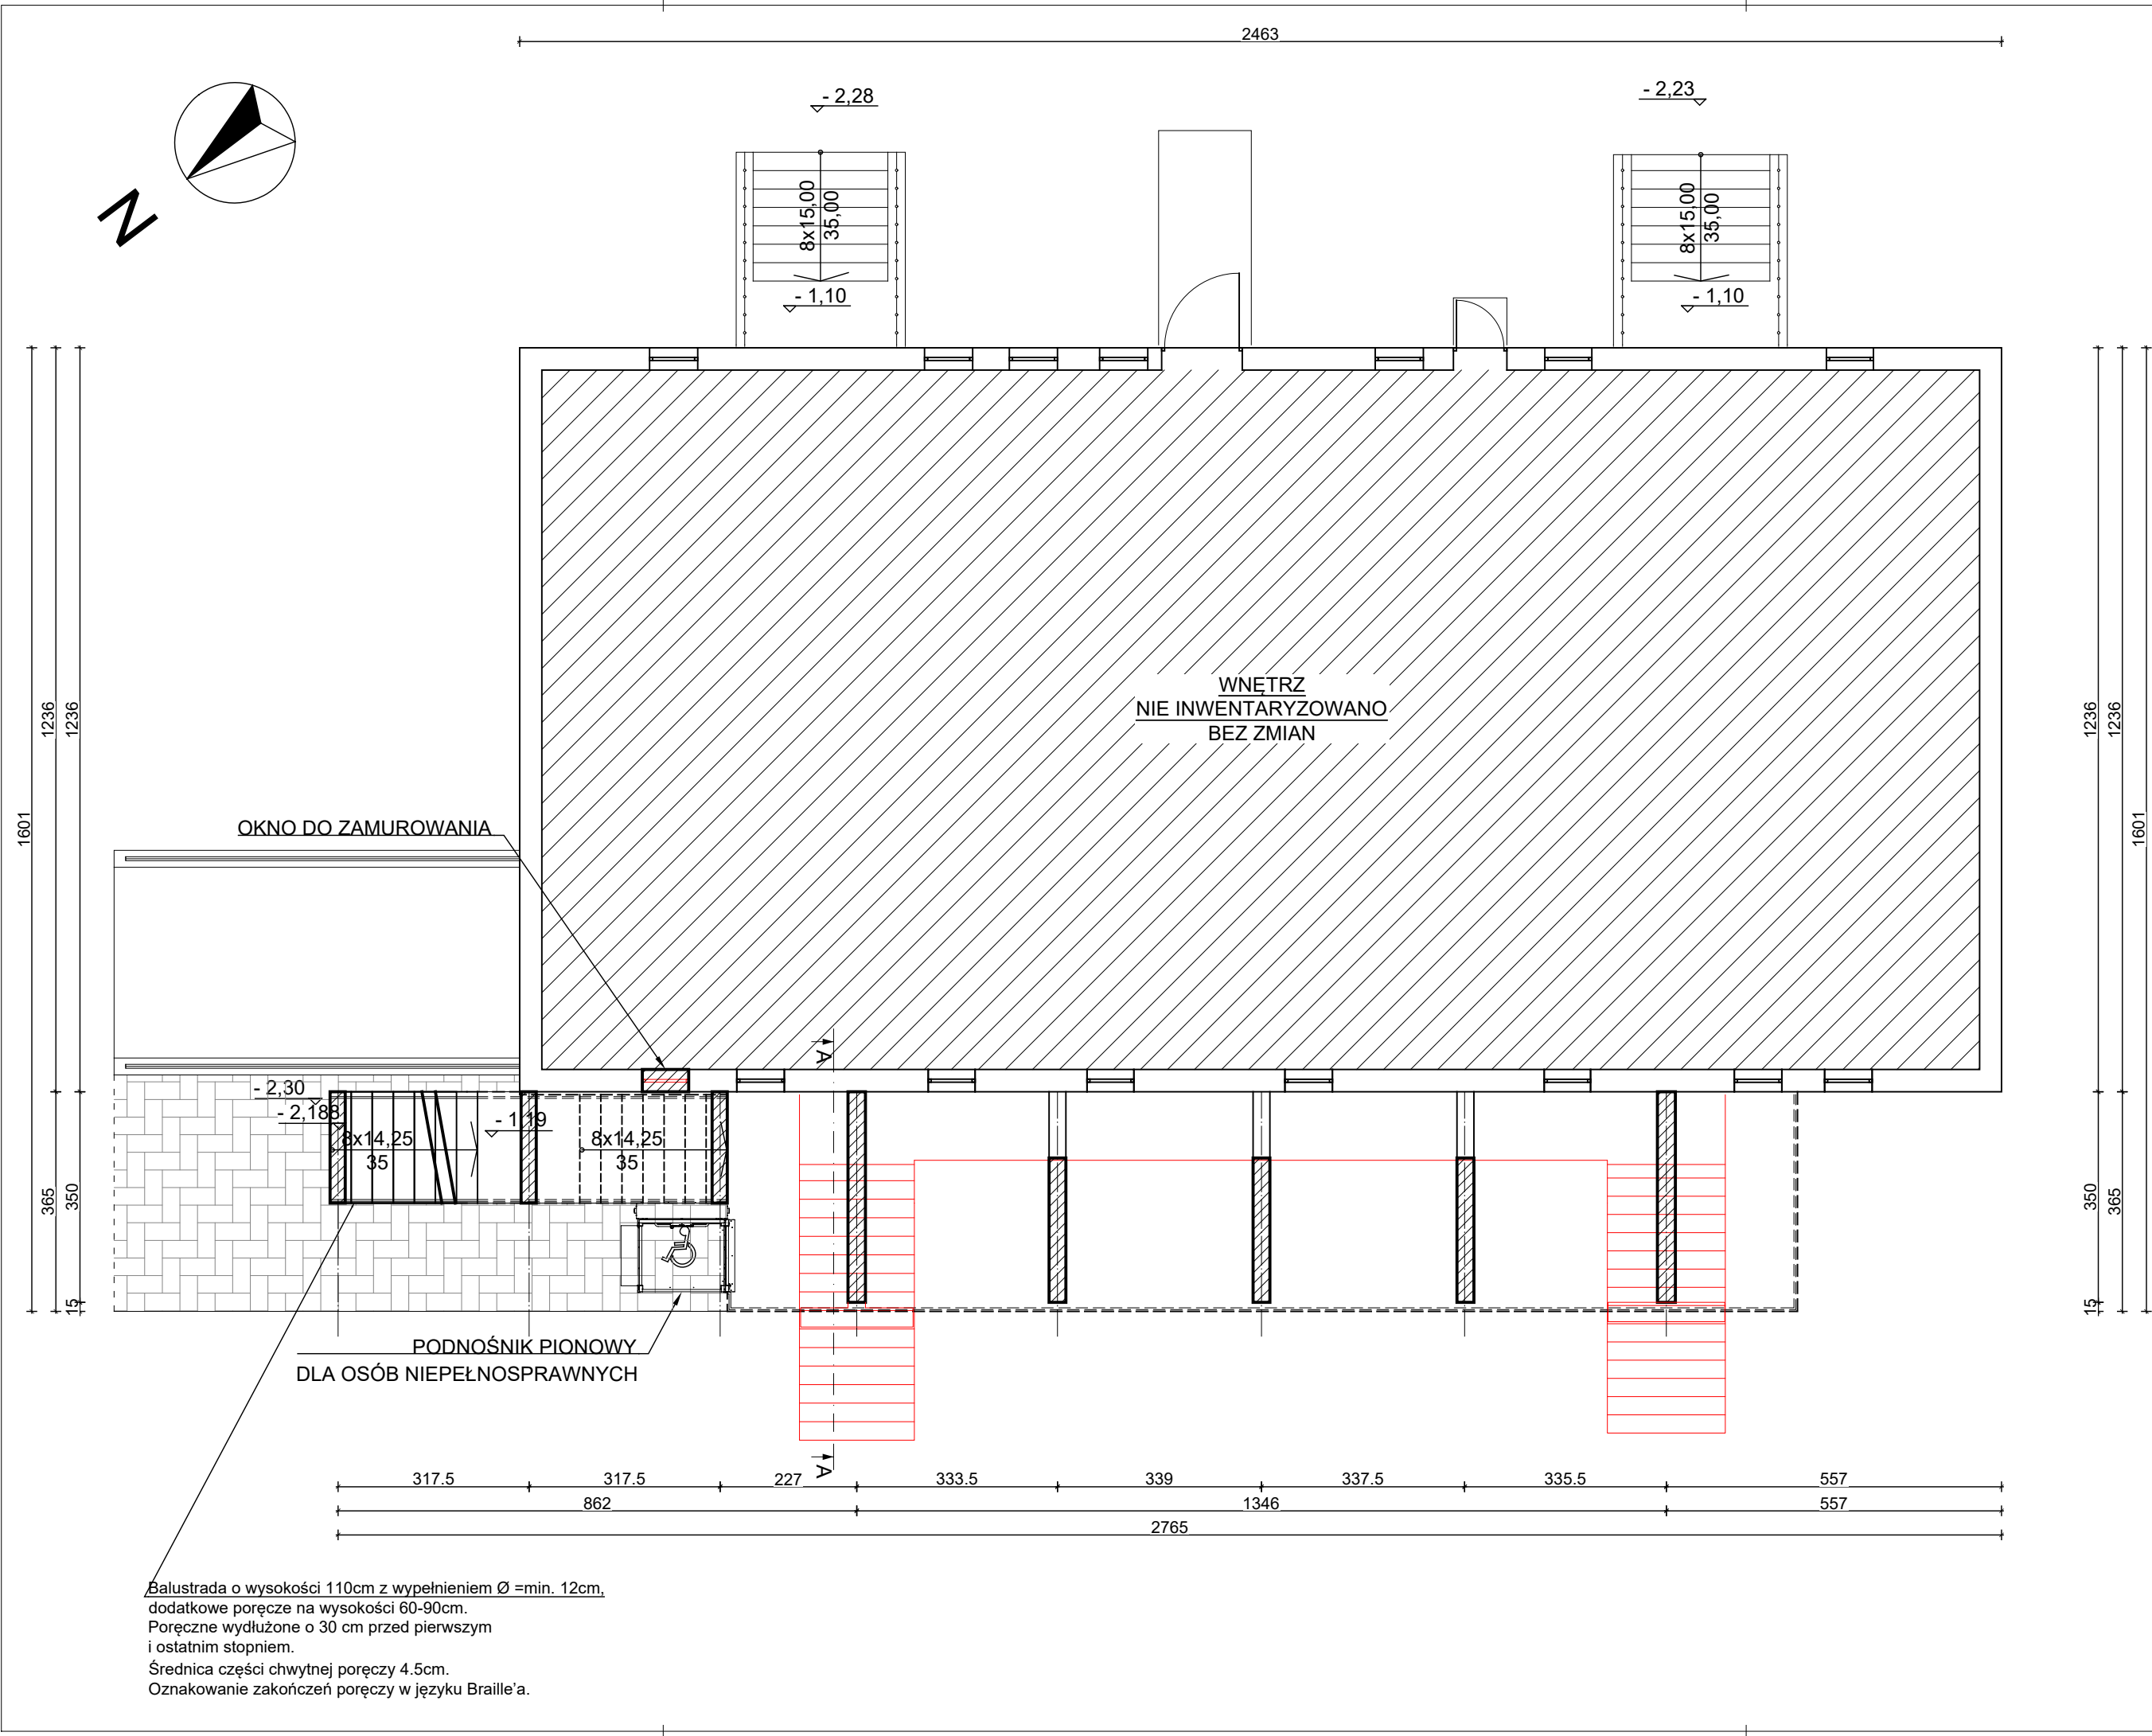 2463
- 2,28
- 2,23
N
8x15,00
35,00
8x15,00
35,00
- 1,10
- 1,10
WNĘTRZ
NIE INWENTARYZOWANO
BEZ ZMIAN
1601
1236
1236
1236
1236
1601
OKNO DO ZAMUROWANIA
A
- 2,30
- 2,188
- 1,19
8x14,25
35
8x14,25
35
365
350
15
350
365
15
PODNOŚNIK PIONOWY
DLA OSÓB NIEPEŁNOSPRAWNYCH
A
317.5
317.5
227
333.5
339
337.5
335.5
557
862
1346
557
2765
Balustrada o wysokości 110cm z wypełnieniem Ø =min. 12cm,
dodatkowe poręcze na wysokości 60-90cm.
Poręczne wydłużone o 30 cm przed pierwszym
i ostatnim stopniem.
Średnica części chwytnej poręczy 4.5cm.
Oznakowanie zakończeń poręczy w języku Braille'a.